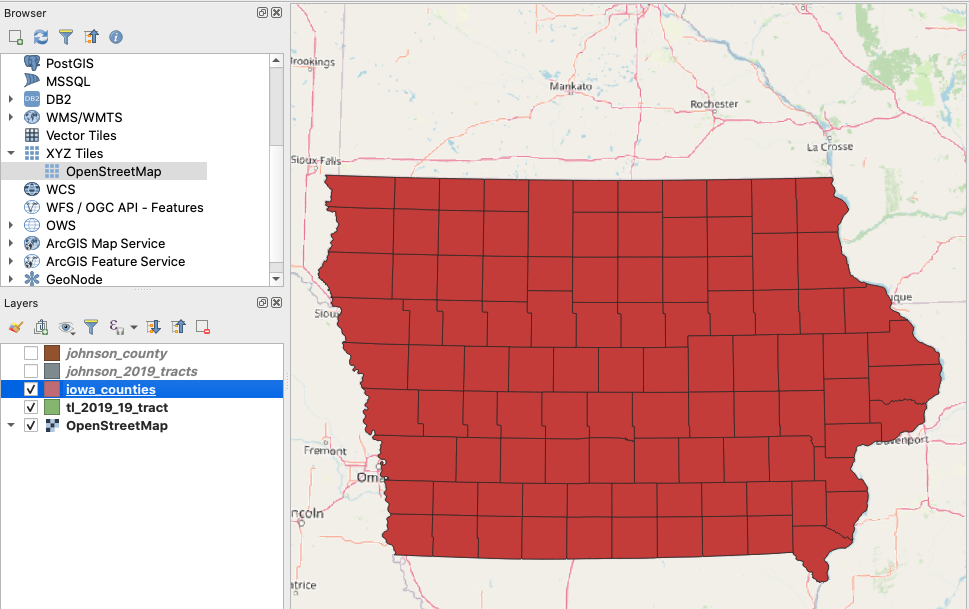 Browser
PostGIS
MSSQL
DB2
DB2
WMS/WMTS
Vector Tiles
XYZ Tiles
OpenStreetMap
WCS
WFS / OGC API - Features
OWS
ArcGIS Map Service
ArcGIS Feature Service
GeoNode
Layers
johnson_county
johnson_2019_tracts
iowa_counties
tl_2019_19_tract
OpenStreetMap
Brookings
Mankato
Rochester
La Crosse
Sioux Falls
Sioux
uque
Davenport
Fremont
Oma
ncoln
atrice